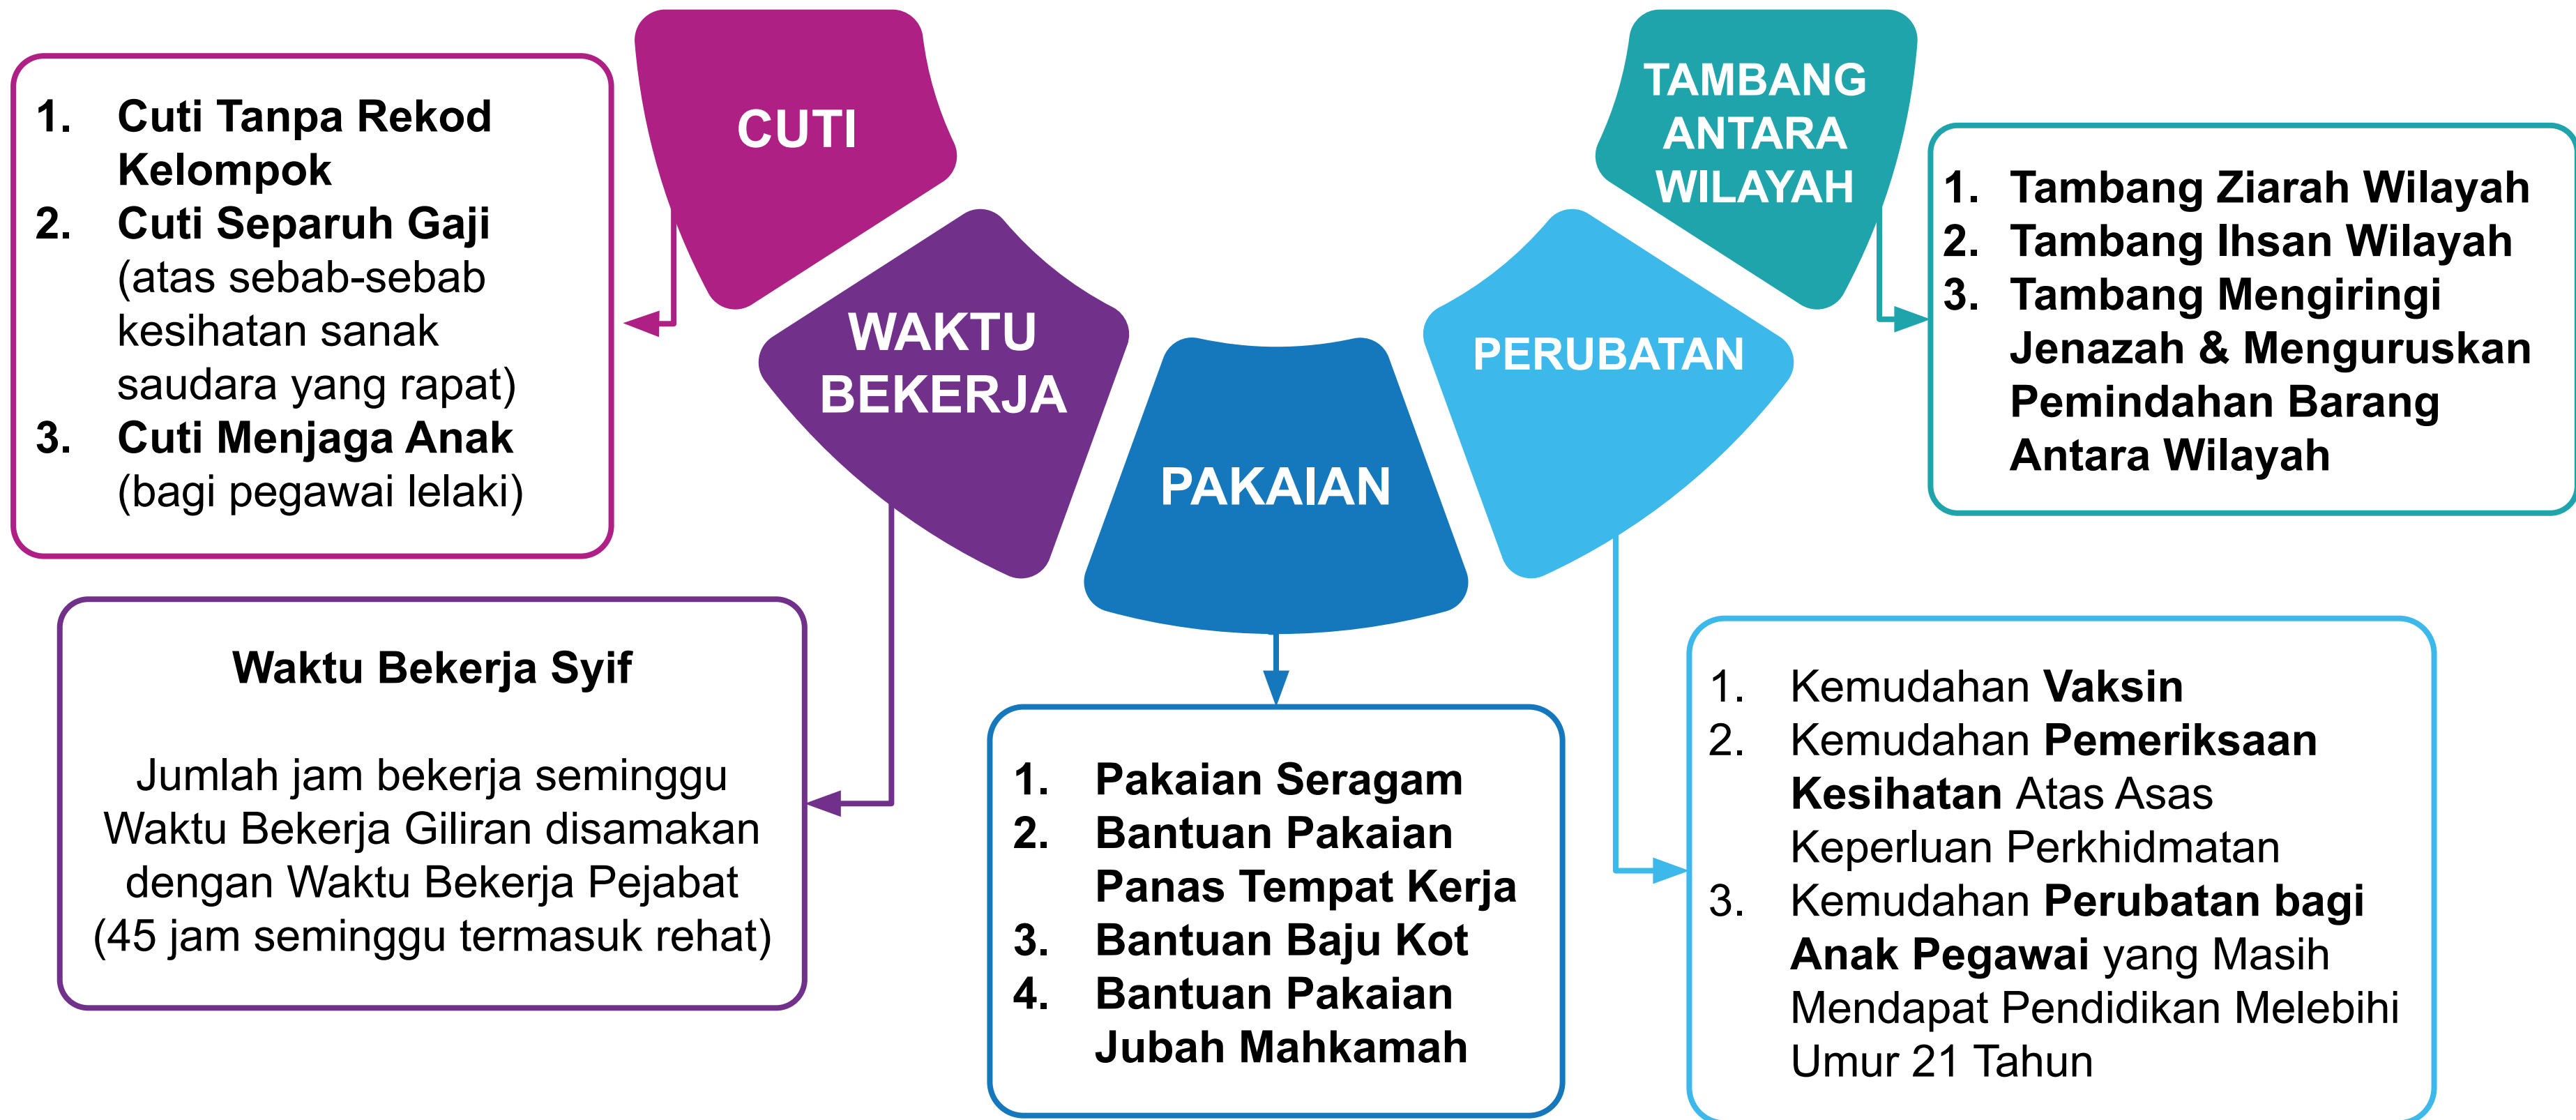 CUTI
1. Cuti Tanpa Rekod
Kelompok
2. Cuti Separuh Gaji
(atas sebab-sebab
kesihatan sanak
saudara yang rapat)
3. Cuti Menjaga Anak
(bagi pegawai lelaki)
WAKTU
BEKERJA
Waktu Bekerja Syif
Jumlah jam bekerja seminggu
Waktu Bekerja Giliran disamakan
dengan Waktu Bekerja Pejabat
(45 jam seminggu termasuk rehat)
PAKAIAN
1. Pakaian Seragam
2. Bantuan Pakaian
Panas Tempat Kerja
3. Bantuan Baju Kot
4. Bantuan Pakaian
Jubah Mahkamah
PERUBATAN
1. Kemudahan Vaksin
2. Kemudahan Pemeriksaan
Kesihatan Atas Asas
Keperluan Perkhidmatan
3. Kemudahan Perubatan bagi
Anak Pegawai yang Masih
Mendapat Pendidikan Melebihi
Umur 21 Tahun
TAMBANG
ANTARA
WILAYAH
1. Tambang Ziarah Wilayah
2. Tambang Ihsan Wilayah
3. Tambang Mengiringi
Jenazah & Menguruskan
Pemindahan Barang
Antara Wilayah